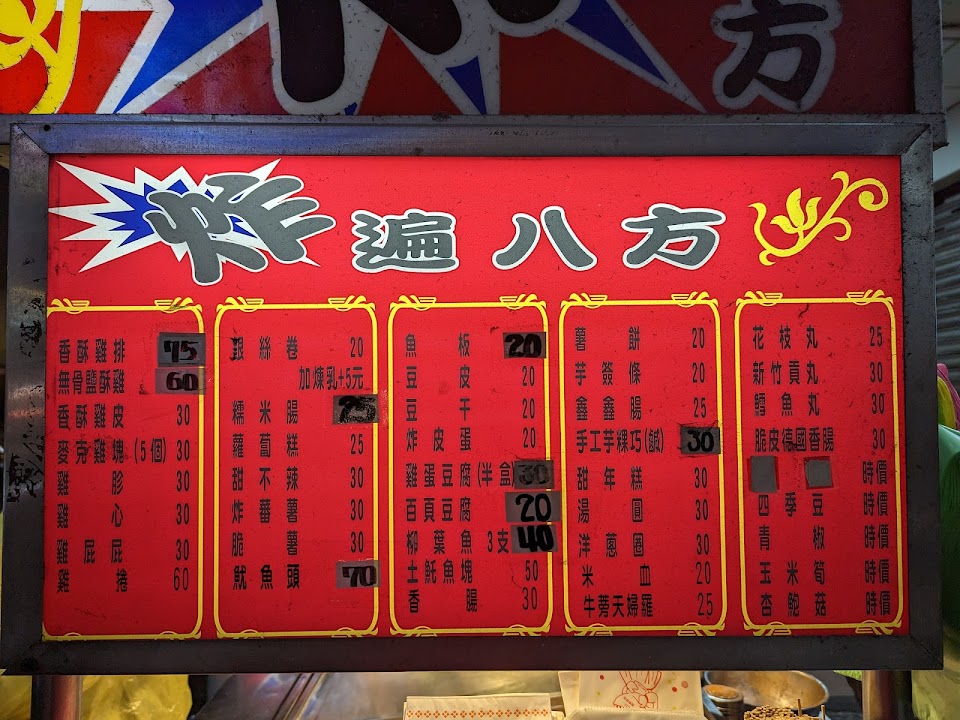 方
炸遍八方
香酥雞排 75
無骨鹽酥雞 60
香酥雞皮 30
麥克雞塊(5個) 30
雞胗 30
雞心 30
雞屁屁 30
雞捲 60
銀絲卷 20
加煉乳+5元
糯米腸 25
蘿蔔糕 25
甜不辣 30
炸蕃薯 30
脆薯 30
魷魚頭 70
魚板 20
豆皮 20
豆干 20
炸皮蛋 20
雞蛋豆腐(半盒) 30
百頁豆腐 20
柳葉魚 3支 40
土魠魚塊 50
香腸 30
薯餅 20
芋簽條 20
鑫鑫腸 25
手工芋粿巧(鹹) 30
甜年糕 30
湯圓 30
洋蔥圈 30
米血 20
牛蒡天婦羅 25
花枝丸 25
新竹貢丸 30
鱈魚丸 30
脆皮德國香腸 30
時價
四季豆 時價
青椒 時價
玉米筍 時價
杏鮑菇 時價